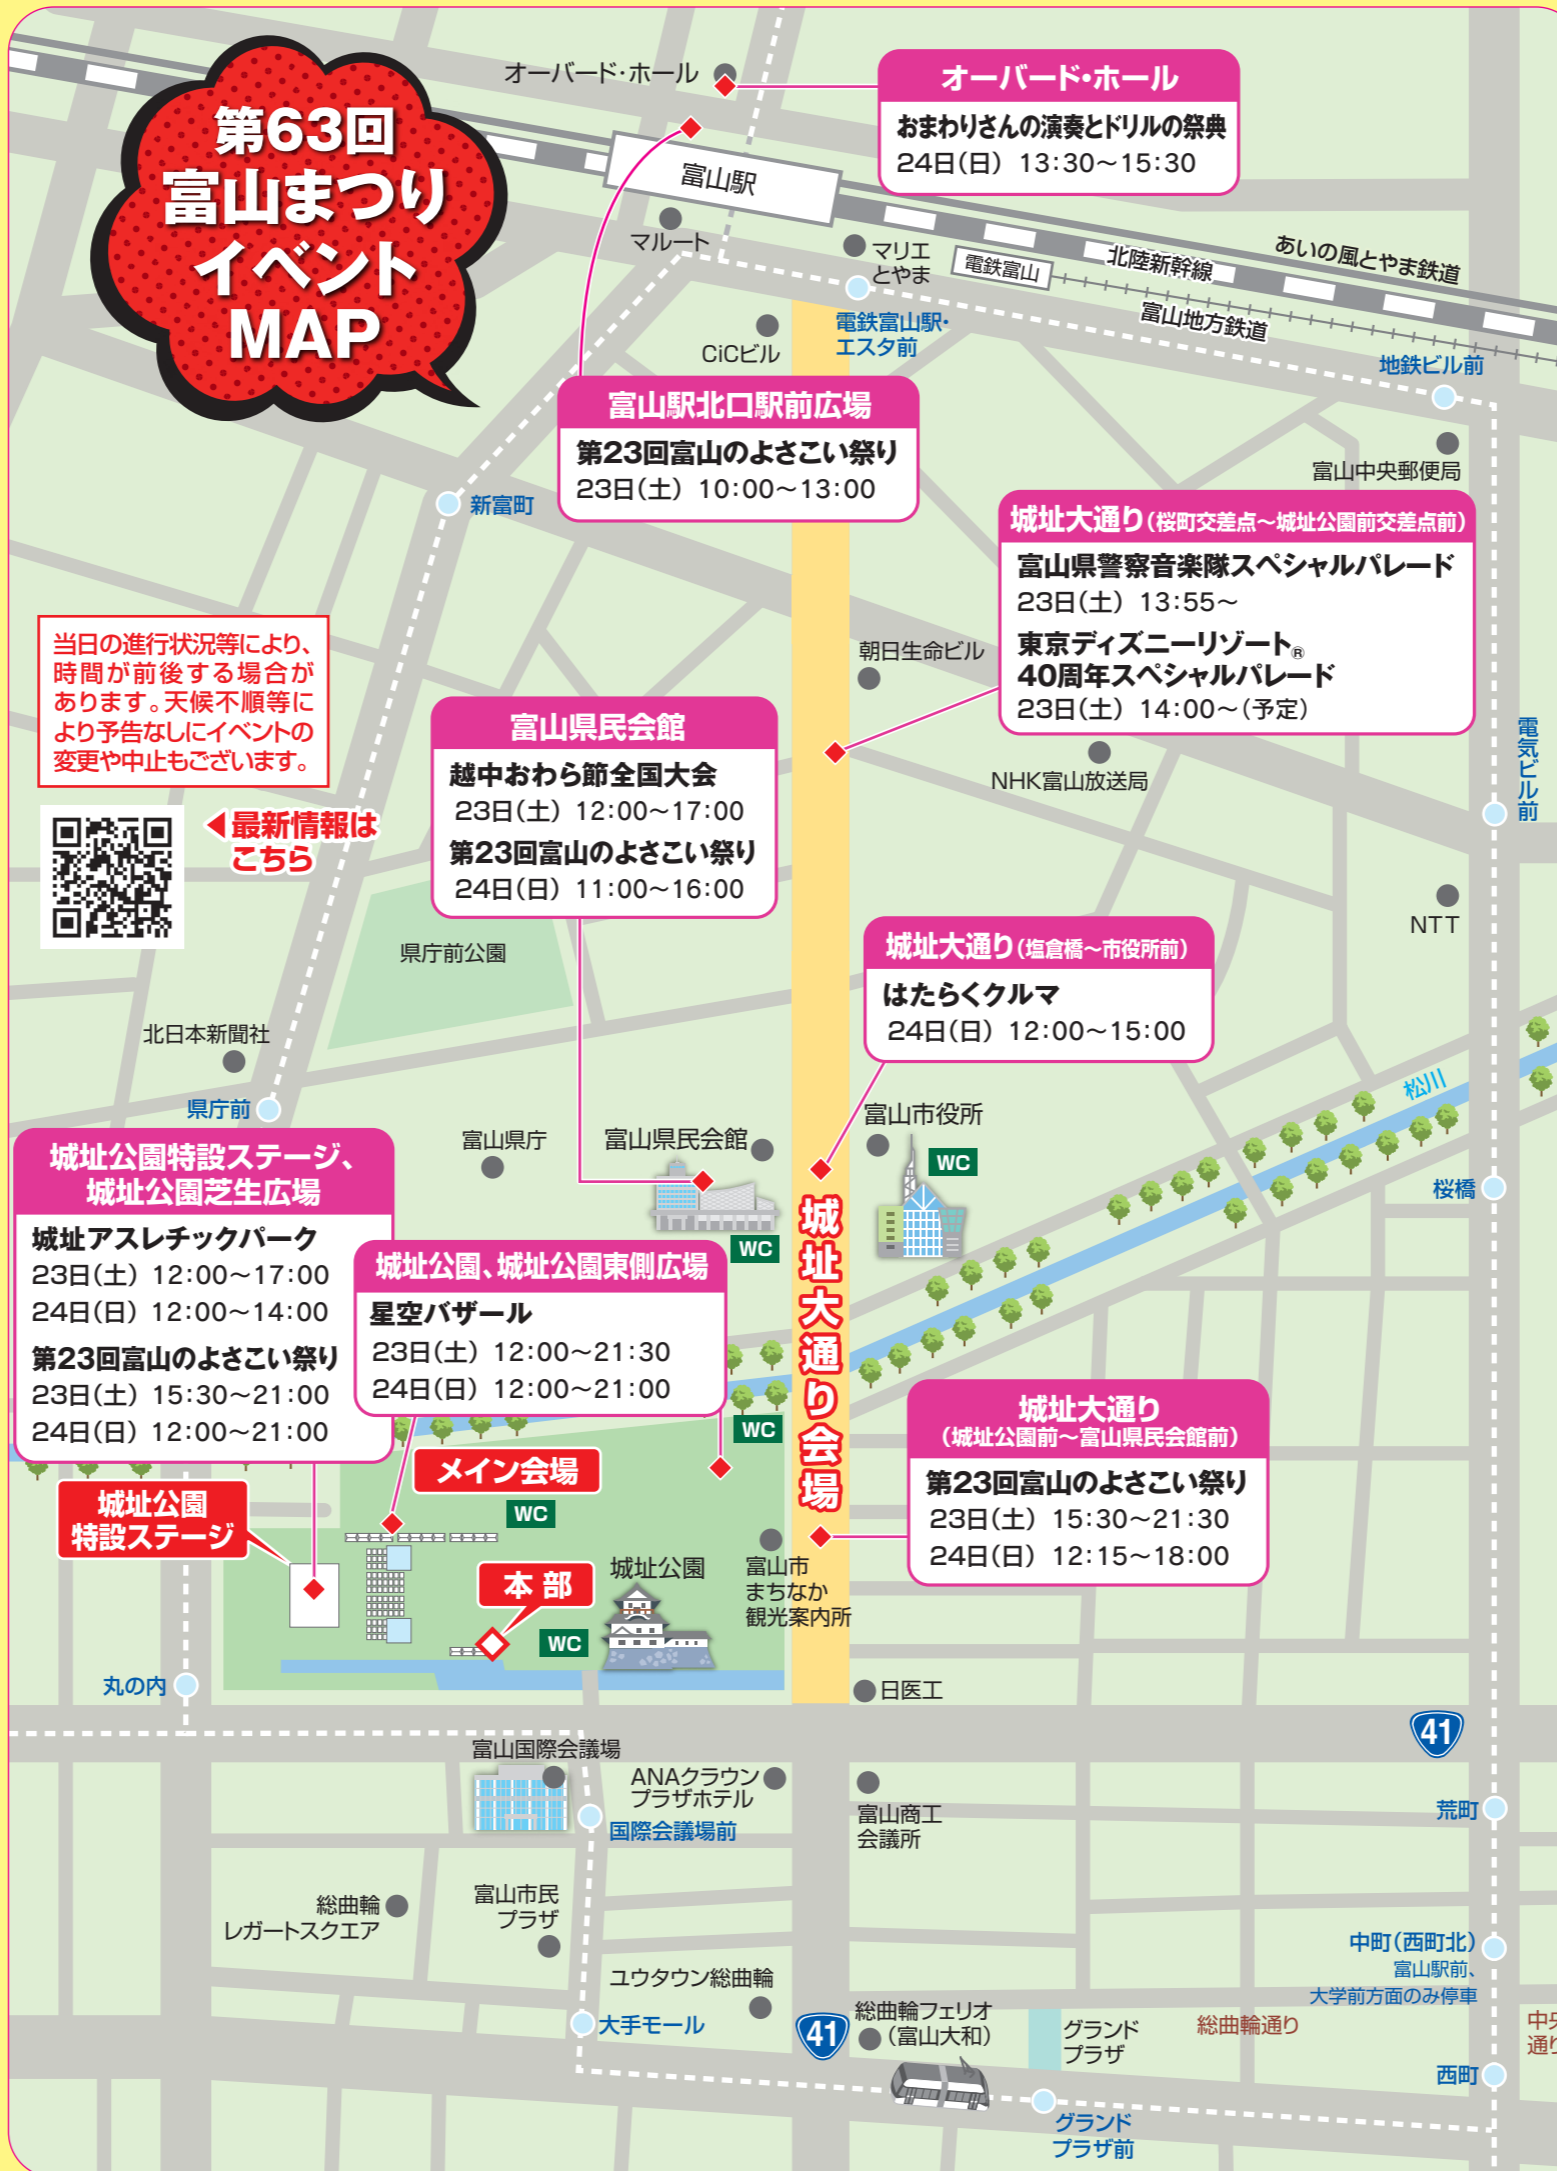 第63回
富山まつり
イベント
MAP
オーバード・ホール
オーバード・ホール
おまわりさんの演奏とドリルの祭典
24日(日) 13:30～15:30
富山駅
マルート
マリエ
とやま
電鉄富山
北陸新幹線
あいの風とやま鉄道
富山地方鉄道
電鉄富山駅・
エスタ前
CiCビル
地鉄ビル前
富山駅北口駅前広場
第23回富山のよさこい祭り
23日(土) 10:00～13:00
富山中央郵便局
新富町
城址大通り(桜町交差点～城址公園前交差点前)
富山県警察音楽隊スペシャルパレード
23日(土) 13:55～
東京ディズニーリゾート®
40周年スペシャルパレード
23日(土) 14:00～(予定)
当日の進行状況等により、
時間が前後する場合が
あります。天候不順等に
より予告なしにイベントの
変更や中止もございます。
朝日生命ビル
NHK富山放送局
電気ビル前
◀最新情報は
こちら
富山県民会館
越中おわら節全国大会
23日(土) 12:00～17:00
第23回富山のよさこい祭り
24日(日) 11:00～16:00
NTT
県庁前公園
城址大通り(塩倉橋～市役所前)
はたらくクルマ
24日(日) 12:00～15:00
北日本新聞社
県庁前
松川
富山県庁
富山県民会館
富山市役所
WC
WC
桜橋
城址公園特設ステージ、
城址公園芝生広場
城址アスレチックパーク
23日(土) 12:00～17:00
24日(日) 12:00～14:00
第23回富山のよさこい祭り
23日(土) 15:30～21:00
24日(日) 12:00～21:00
城址公園、城址公園東側広場
星空バザール
23日(土) 12:00～21:30
24日(日) 12:00～21:00
城址大通り会場
WC
城址大通り
(城址公園前～富山県民会館前)
第23回富山のよさこい祭り
23日(土) 15:30～21:30
24日(日) 12:15～18:00
メイン会場
WC
城址公園
特設ステージ
本部
WC
城址公園
富山市
まちなか
観光案内所
丸の内
日医工
41
富山国際会議場
ANAクラウン
プラザホテル
国際会議場前
富山商工
会議所
荒町
総曲輪
レガートスクエア
富山市民
プラザ
中町(西町北)
富山駅前、
大学前方面のみ停車
ユウタウン総曲輪
大手モール
41
総曲輪フェリオ
(富山大和)
グランド
プラザ
総曲輪通り
中央
通り
西町
グランド
プラザ前